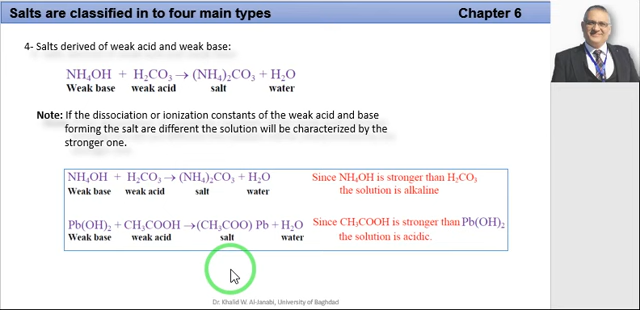 Salts are classified in to four main types Chapter 6
4- Salts derived of weak acid and weak base:
NH₄OH + H₂CO₃ → (NH₄)₂CO₃ + H₂O
Weak base weak acid salt water
Note: If the dissociation or ionization constants of the weak acid and base
forming the salt are different the solution will be characterized by the
stronger one.
NH₄OH + H₂CO₃ → (NH₄)₂CO₃ + H₂O Since NH₄OH is stronger than H₂CO₃
Weak base weak acid salt water the solution is alkaline
Pb(OH)₂ + CH₃COOH →(CH₃COO) Pb + H₂O Since CH₃COOH is stronger than Pb(OH)₂
Weak base weak acid salt water the solution is acidic.
Dr. Khalid W. Al-Janabi, University of Baghdad